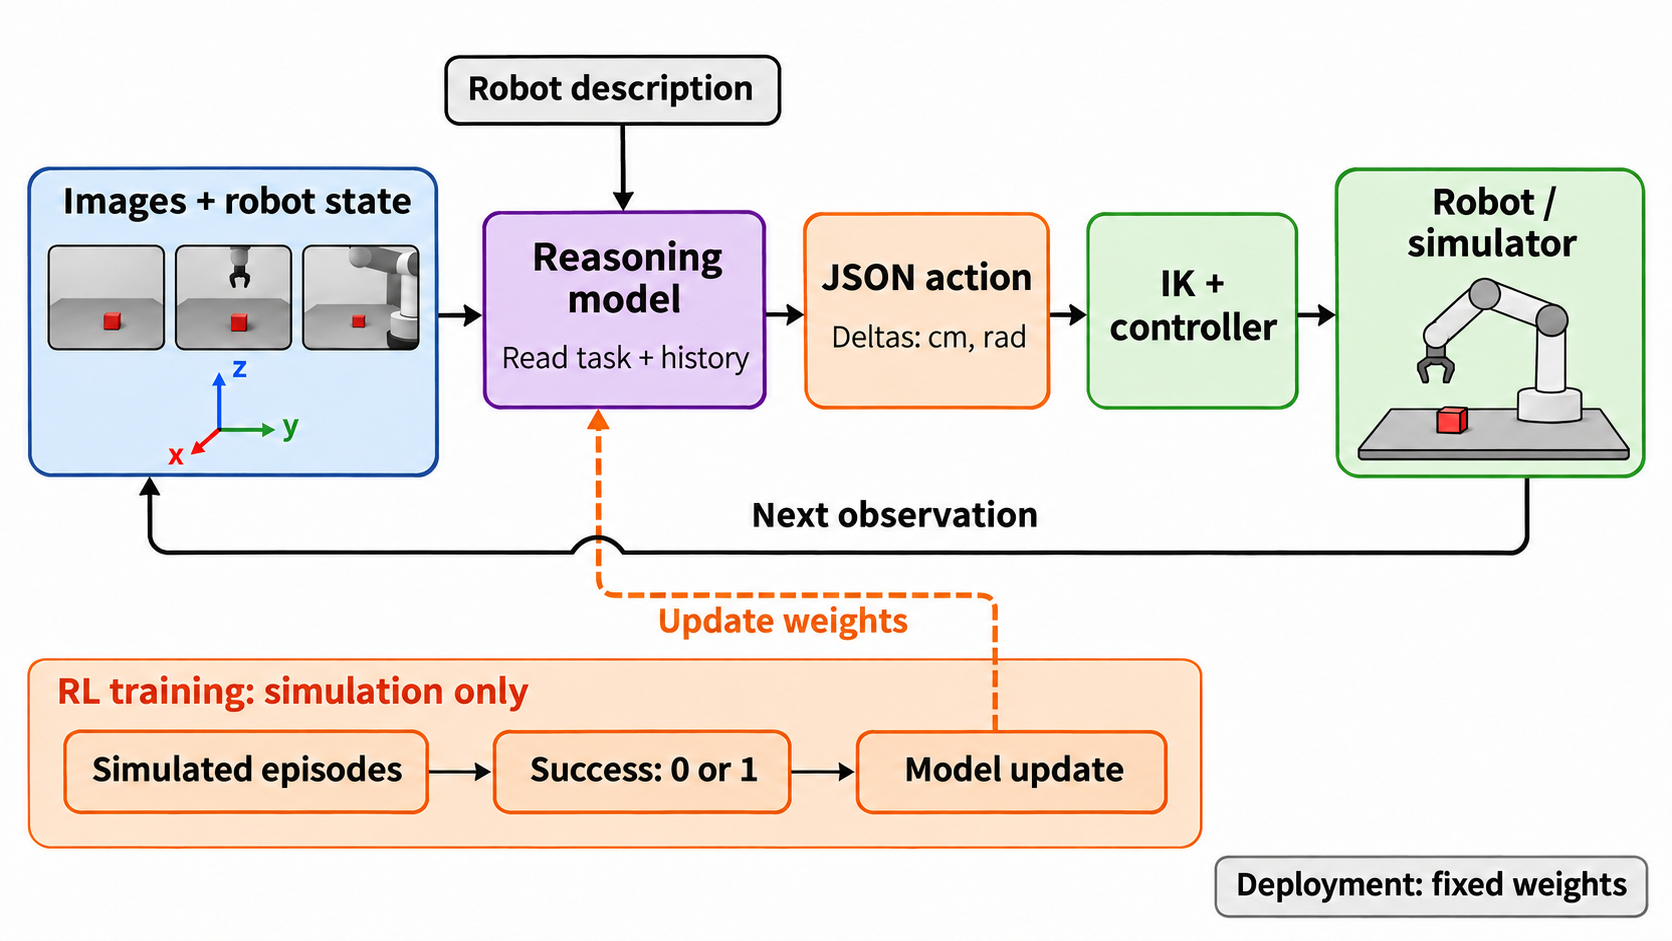 Robot description
Images + robot state
z
y
x
Reasoning
model
Read task + history
JSON action
Deltas: cm, rad
IK +
controller
Robot /
simulator
Next observation
Update weights
RL training: simulation only
Simulated episodes
Success: 0 or 1
Model update
Deployment: fixed weights